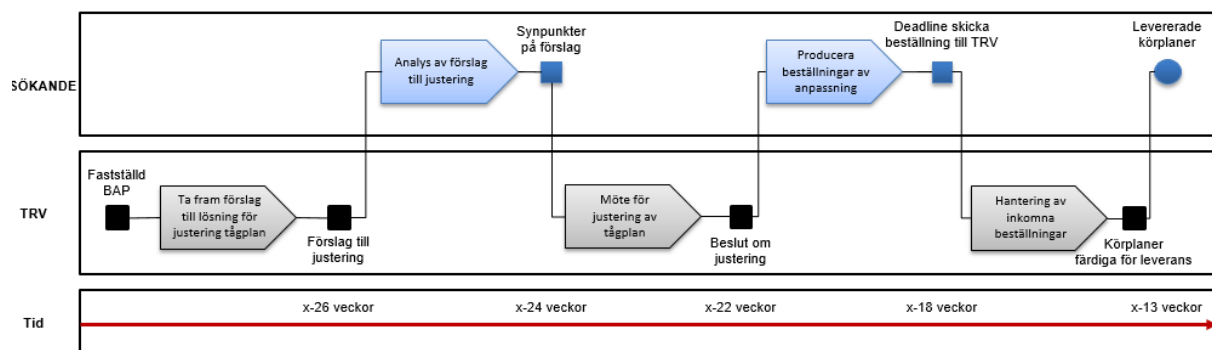 SÖKANDE
Analys av förslag
till justering
Synpunkter
på förslag
Producera
beställningar av
anpassning
Deadline skicka
beställning till TRV
Levererade
körplaner
TRV
Fastställd
BAP
Ta fram förslag
till lösning för
justering tågplan
Förslag till
justering
Möte för
justering av
tågplan
Beslut om
justering
Hantering av
inkomna
beställningar
Körplaner
färdiga för leverans
Tid
x-26 veckor
x-24 veckor
x-22 veckor
x-18 veckor
x-13 veckor